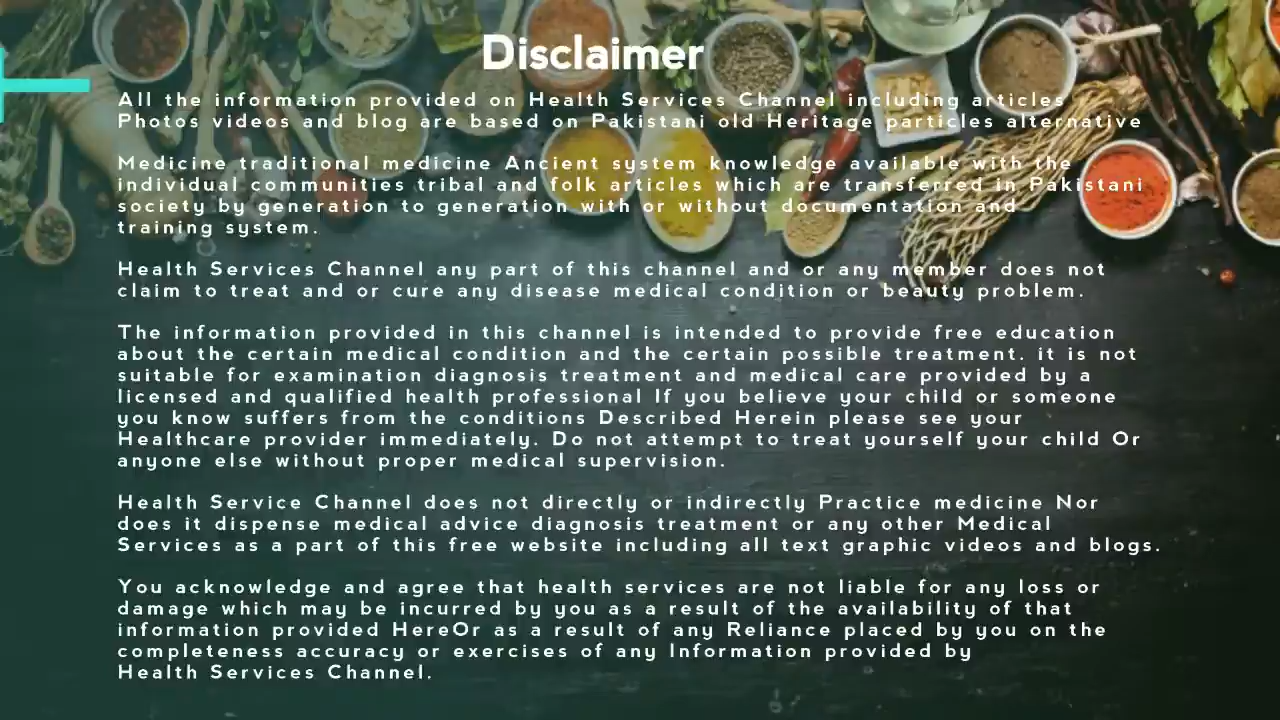 Disclaimer
All the information provided on Health Services Channel including articles
Photos videos and blog are based on Pakistani old Heritage particles alternative
Medicine traditional medicine Ancient system knowledge available with the
individual communities tribal and folk articles which are transferred in Pakistani
society by generation to generation with or without documentation and
training system.
Health Services Channel any part of this channel and or any member does not
claim to treat and or cure any disease medical condition or beauty problem.
The information provided in this channel is intended to provide free education
about the certain medical condition and the certain possible treatment. it is not
suitable for examination diagnosis treatment and medical care provided by a
licensed and qualified health professional If you believe your child or someone
you know suffers from the conditions Described Herein please see your
Healthcare provider immediately. Do not attempt to treat yourself your child Or
anyone else without proper medical supervision.
Health Service Channel does not directly or indirectly Practice medicine Nor
does it dispense medical advice diagnosis treatment or any other Medical
Services as a part of this free website including all text graphic videos and blogs.
You acknowledge and agree that health services are not liable for any loss or
damage which may be incurred by you as a result of the availability of that
information provided HereOr as a result of any Reliance placed by you on the
completeness accuracy or exercises of any Information provided by
Health Services Channel.